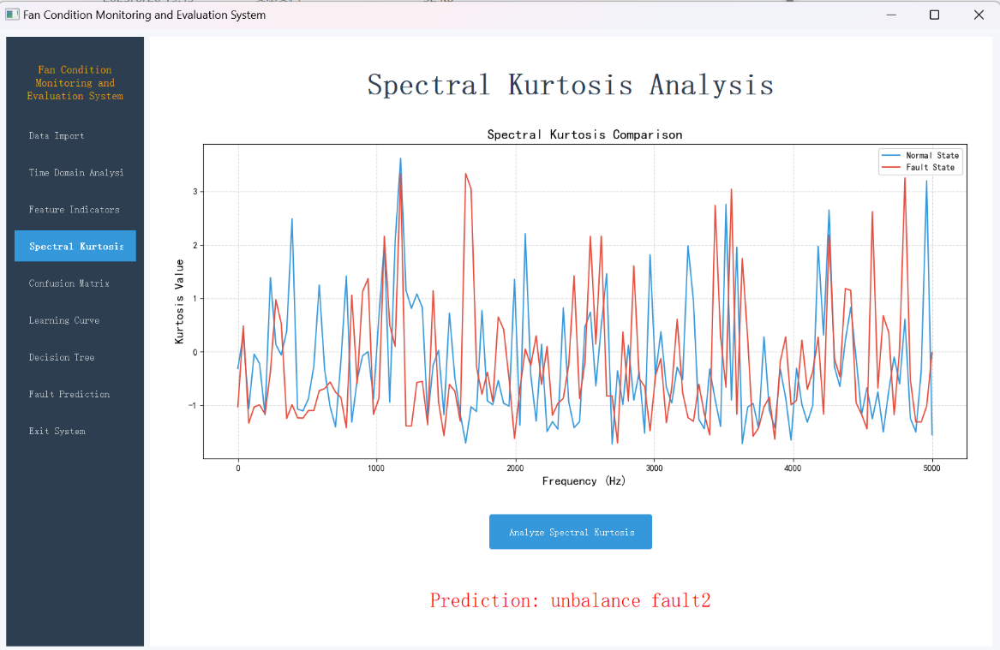 Fan Condition Monitoring and Evaluation System
Fan Condition
Monitoring and
Evaluation System
Data Import
Time Domain Analysi
Feature Indicators
Spectral Kurtosis
Confusion Matrix
Learning Curve
Decision Tree
Fault Prediction
Exit System
Spectral Kurtosis Analysis
Spectral Kurtosis Comparison
Normal State
Fault State
Kurtosis Value
3
2
1
0
−1
0 1000 2000 3000 4000 5000
Frequency (Hz)
Analyze Spectral Kurtosis
Prediction: unbalance fault2